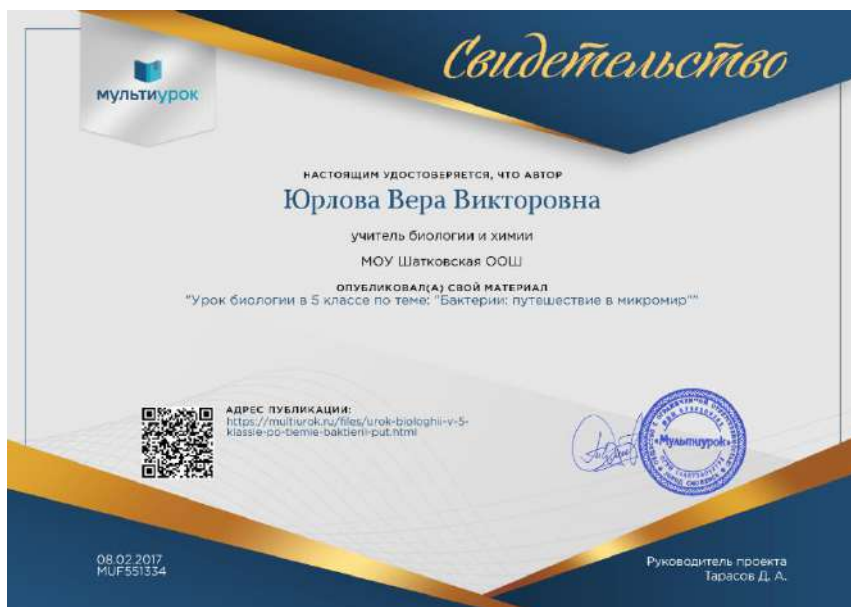 Свидетельство
мультиурок
НАСТОЯЩИМ УДОСТОВЕРЯЕТСЯ, ЧТО АВТОР
Юрлова Вера Викторовна
учитель биологии и химии
МОУ Шатковская ООШ
ОПУБЛИКОВАЛ(А) СВОЙ МАТЕРИАЛ
"Урок биологии в 5 классе по теме: "Бактерии: путешествие в микромир""
АДРЕС ПУБЛИКАЦИИ:
https://multiurok.ru/files/urok-biologhii-v-5-
klassie-po-tiemie-baktierii-put.html
«Мультиурок»
08.02.2017
MUF551334
Руководитель проекта
Тарасов Д. А.